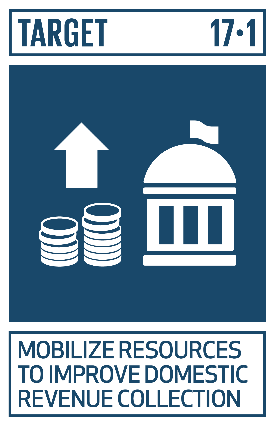 TARGET 17·1
MOBILIZE RESOURCES
TO IMPROVE DOMESTIC
REVENUE COLLECTION